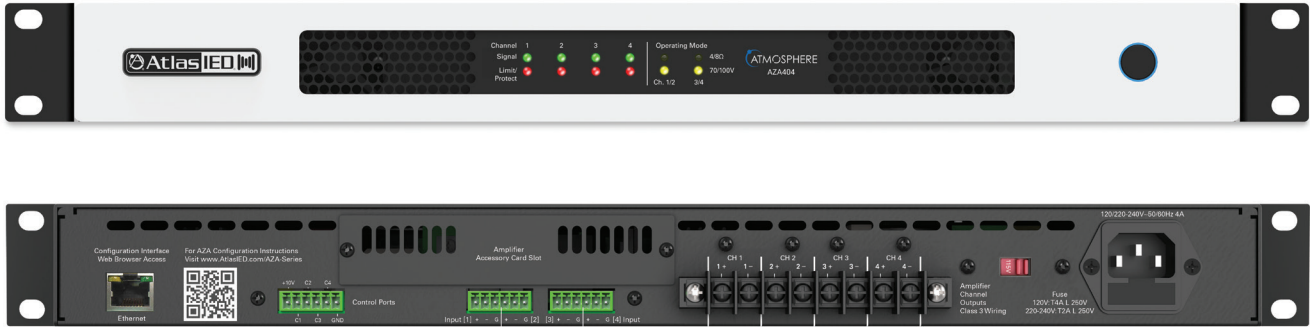 AtlasIED
Channel 1 2 3 4
Signal
Limit/
Protect
Operating Mode
4/8Ω
70/100V
Ch. 1/2 3/4
ATMOSPHERE
AZA404
120/220-240V~50/60Hz 4A
Configuration Interface
Web Browser Access
For AZA Configuration Instructions
Visit www.AtlasIED.com/AZA-Series
Amplifier
Accessory Card Slot
CH 1 CH 2 CH 3 CH 4
1+ 1- 2+ 2- 3+ 3- 4+ 4-
+10V C2 C4
Control Ports
C1 C3 GND
Ethernet
Input [1] + - G + - G [2]
[3] + - G + - G [4] Input
Amplifier
Channel
Outputs
Class 3 Wiring
115V
Fuse
120V: T4A L 250V
220-240V: T2A L 250V